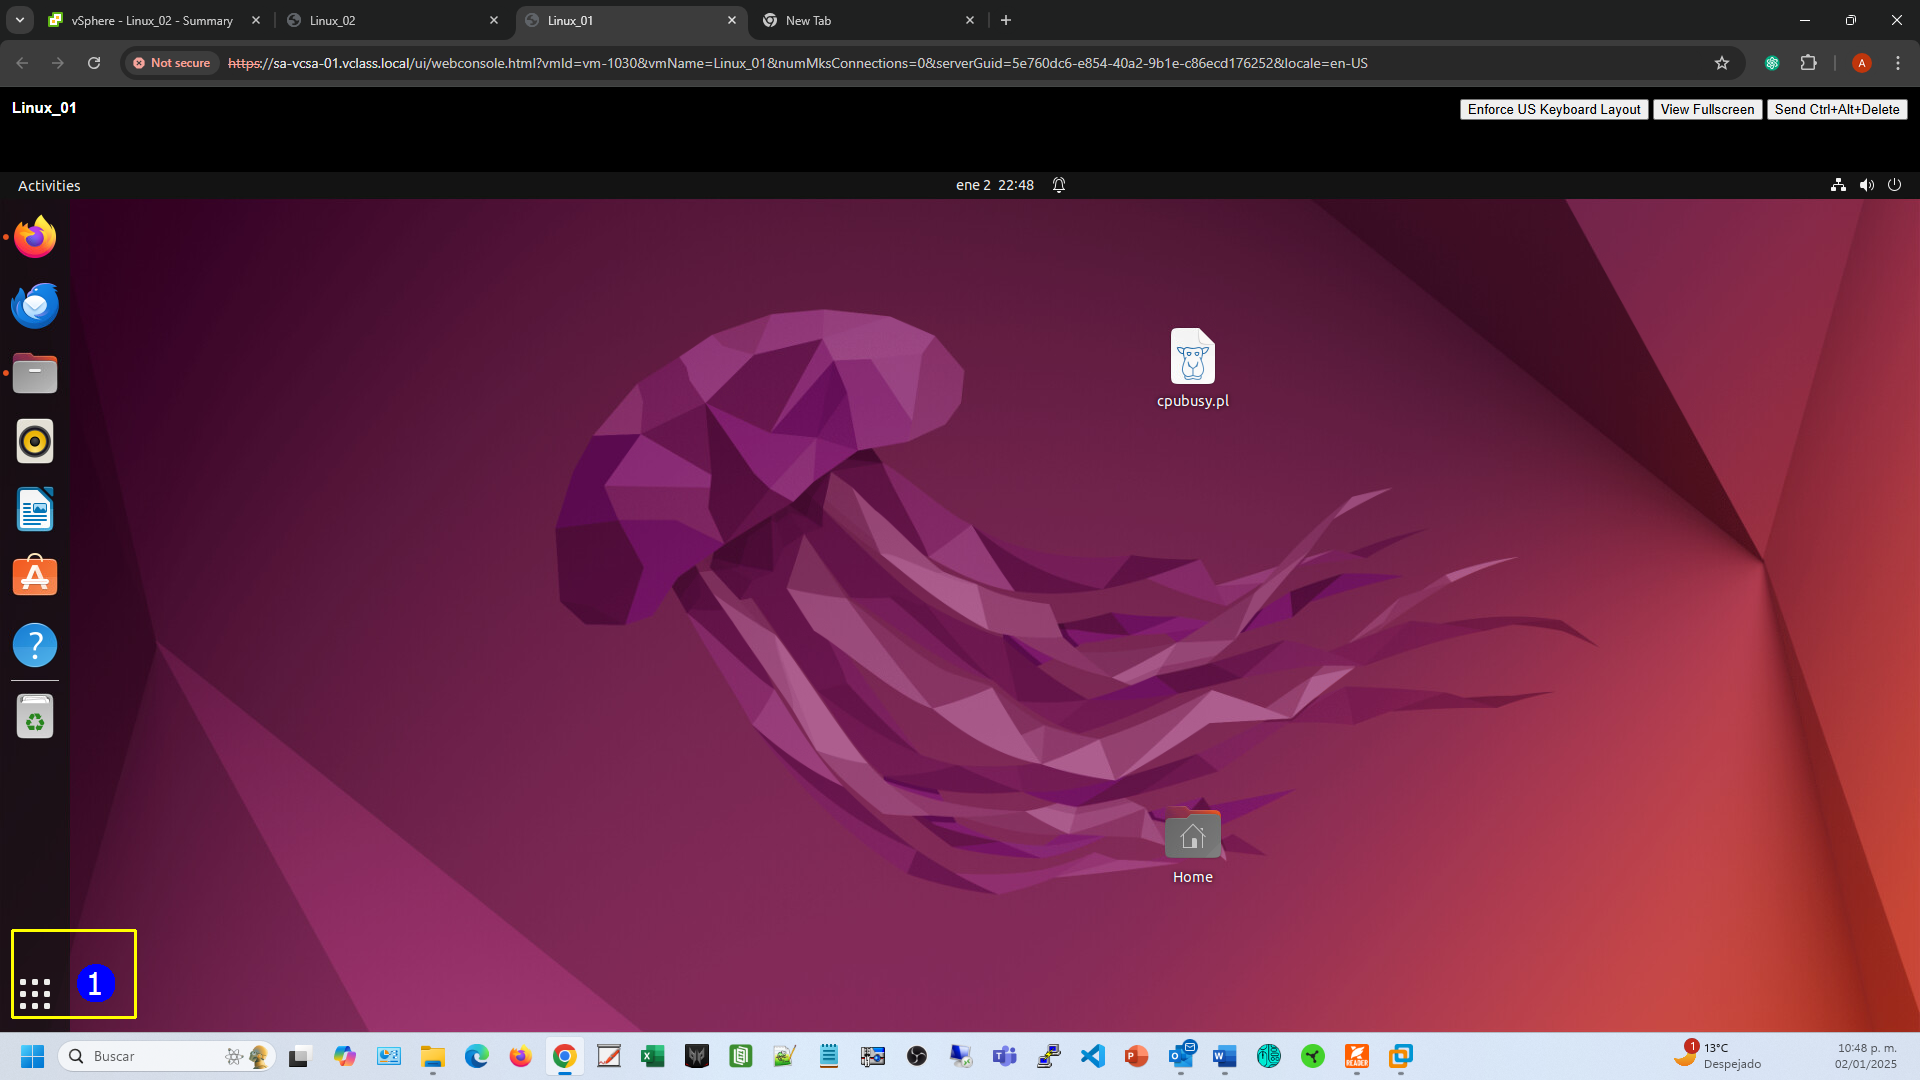 vSphere - Linux_02 - Summary
Linux_02
Linux_01
New Tab
Not secure
https://sa-vcsa-01.vclass.local/ui/webconsole.html?vmId=vm-1030&vmName=Linux_01&numMksConnections=0&serverGuid=5e760dc6-e854-40a2-9b1e-c86ecd176252&locale=en-US
A
Linux_01
Enforce US Keyboard Layout
View Fullscreen
Send Ctrl+Alt+Delete
Activities
ene 2 22:48
cpubusy.pl
Home
1
Buscar
1
13°C
Despejado
10:48 p. m.
02/01/2025